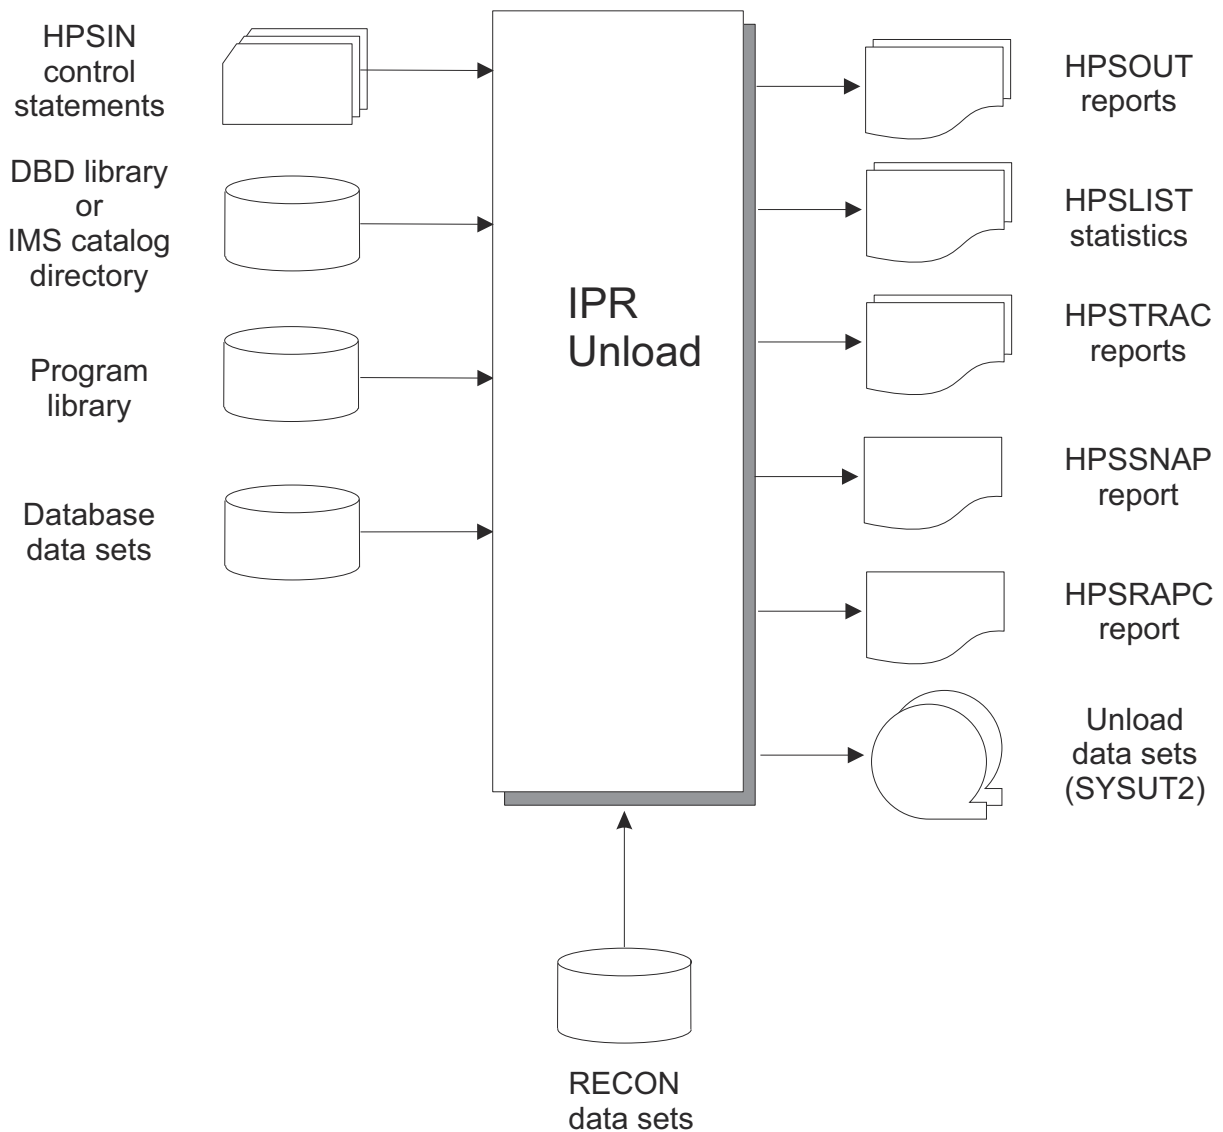 HPSIN
control
statements
DBD library
or
IMS catalog
directory
Program
library
Database
data sets
IPR
Unload
HPSOUT
reports
HPSLIST
statistics
HPSTRAC
reports
HPSSNAP
report
HPSRAPC
report
Unload
data sets
(SYSUT2)
RECON
data sets